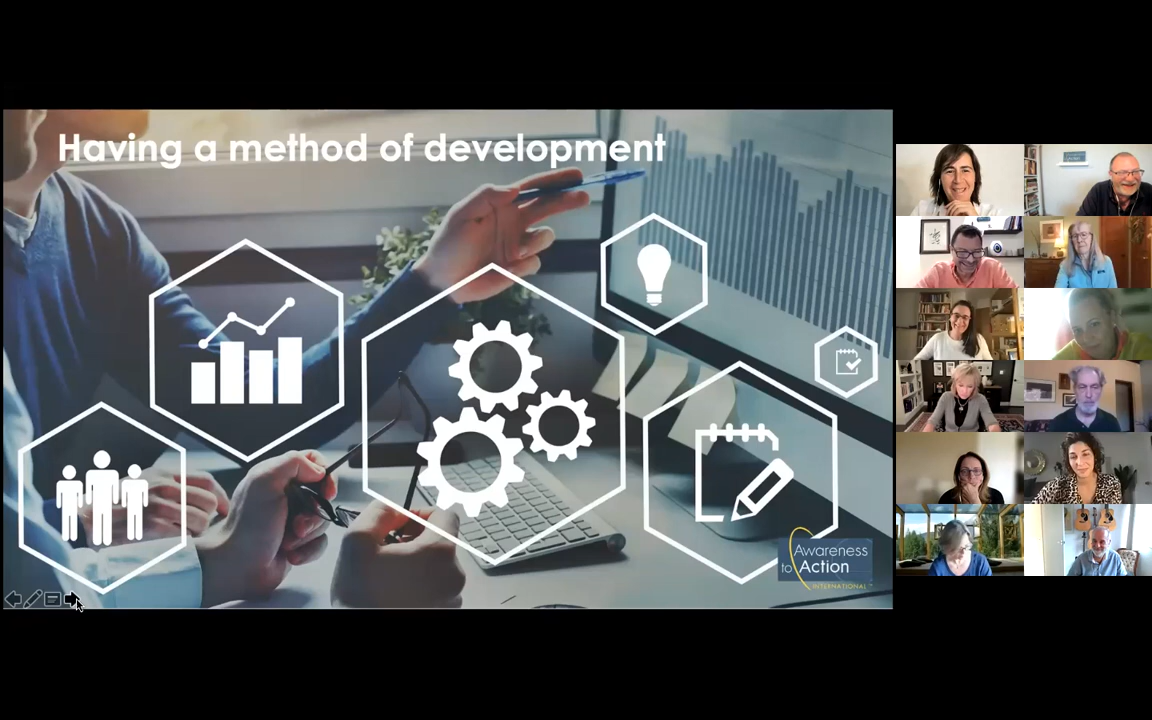 Having a method of development
Awareness
to Action
INTERNATIONAL